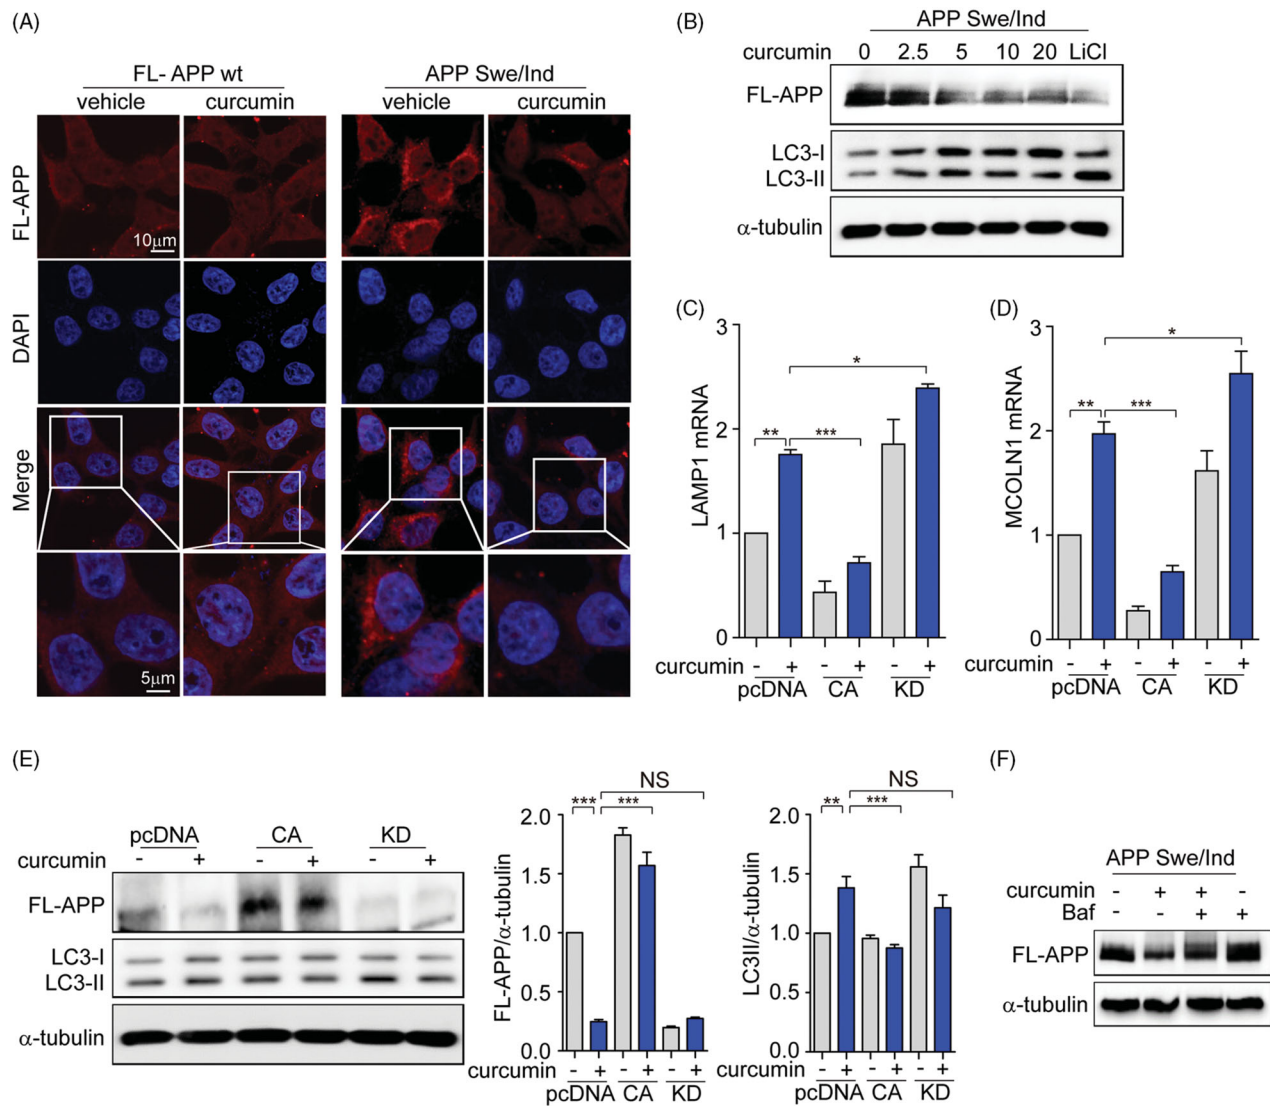 (A)
FL- APP wt
APP Swe/Ind
vehicle
curcumin
vehicle
curcumin
FL-APP
10μm
DAPI
Merge
5μm
(B)
APP Swe/Ind
curcumin 0 2.5 5 10 20 LiCl
FL-APP
LC3-I
LC3-II
α-tubulin
(C)
LAMP1 mRNA
3
2
1
0
*
** ***
curcumin - + - + - +
pcDNA CA KD
(D)
MCOLN1 mRNA
3
2
1
0
*
** ***
curcumin - + - + - +
pcDNA CA KD
(E)
pcDNA CA KD
curcumin - + - + - +
FL-APP
LC3-I
LC3-II
α-tubulin
FL-APP/α-tubulin
NS
*** ***
2.0
1.5
1.0
0.5
0.0
curcumin - + - + - +
pcDNA CA KD
LC3II/α-tubulin
NS
** ***
2.0
1.5
1.0
0.5
0.0
curcumin - + - + - +
pcDNA CA KD
(F)
APP Swe/Ind
curcumin - + + -
Baf - - + +
FL-APP
α-tubulin